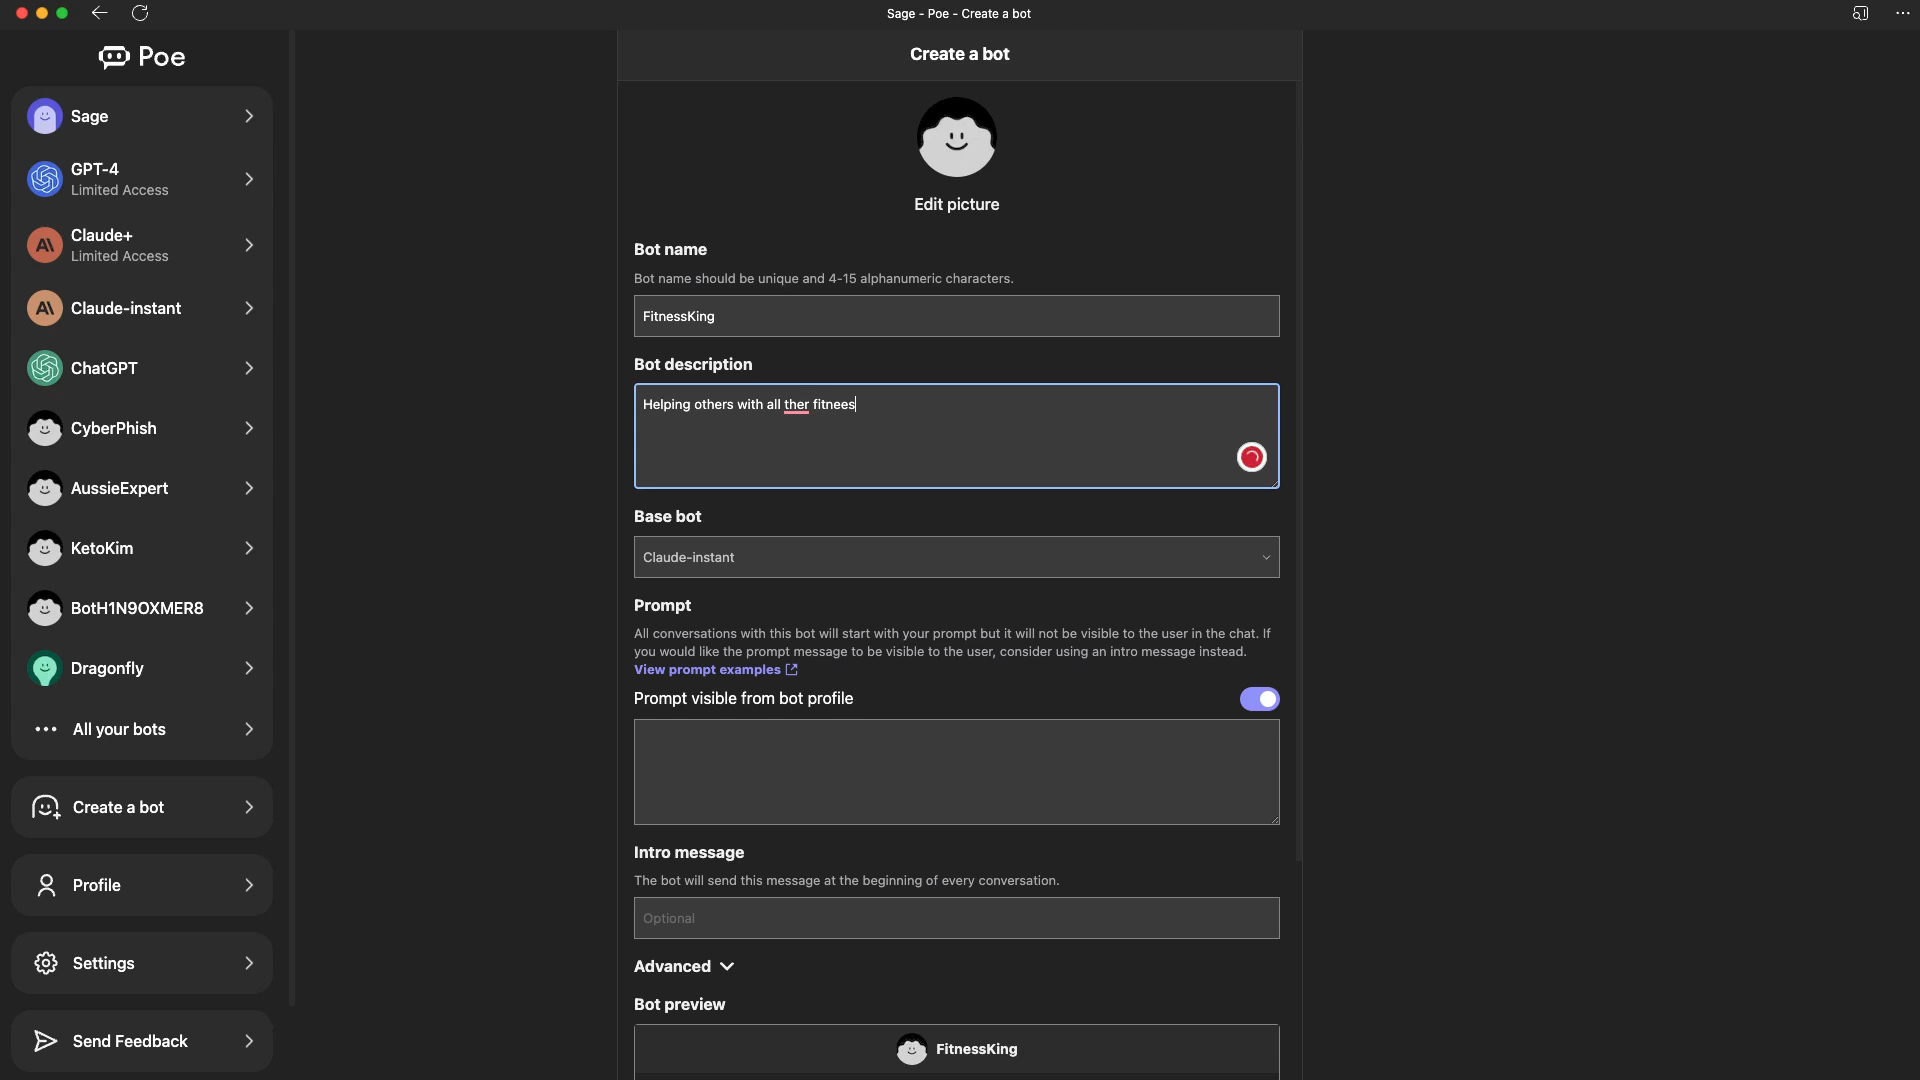 Sage - Poe - Create a bot
Poe
Sage
GPT-4
Limited Access
Claude+
Limited Access
Claude-instant
ChatGPT
CyberPhish
AussieExpert
KetoKim
BotH1N9OXMER8
Dragonfly
All your bots
Create a bot
Profile
Settings
Send Feedback
Create a bot
Edit picture
Bot name
Bot name should be unique and 4-15 alphanumeric characters.
FitnessKing
Bot description
Helping others with all ther fitnees
Base bot
Claude-instant
Prompt
All conversations with this bot will start with your prompt but it will not be visible to the user in the chat. If
you would like the prompt message to be visible to the user, consider using an intro message instead.
View prompt examples
Prompt visible from bot profile
Intro message
The bot will send this message at the beginning of every conversation.
Optional
Advanced
Bot preview
FitnessKing